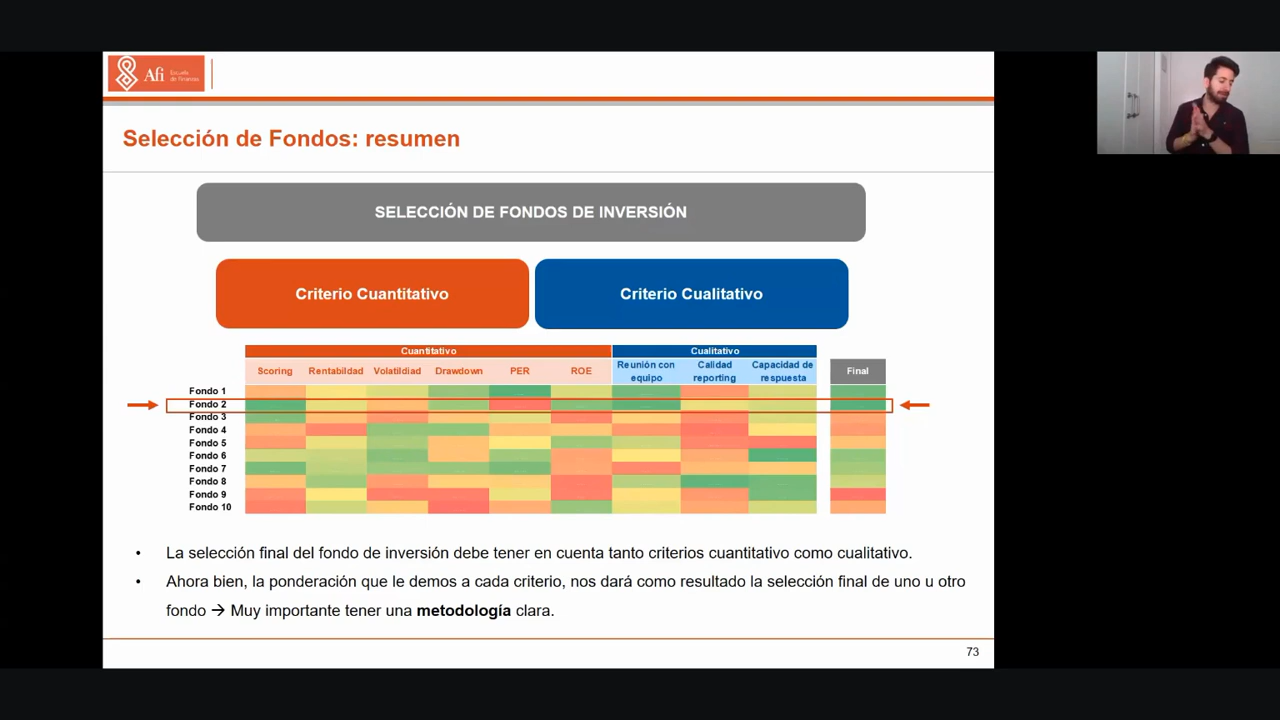 Afi Escuela de Finanzas
Selección de Fondos: resumen
SELECCIÓN DE FONDOS DE INVERSIÓN
Criterio Cuantitativo
Criterio Cualitativo
Cuantitativo
Cualitativo
Scoring Rentabildad Volatildiad Drawdown PER ROE Reunión con equipo Calidad reporting Capacidad de respuesta Final
Fondo 1
Fondo 2
Fondo 3
Fondo 4
Fondo 5
Fondo 6
Fondo 7
Fondo 8
Fondo 9
Fondo 10
• La selección final del fondo de inversión debe tener en cuenta tanto criterios cuantitativo como cualitativo.
• Ahora bien, la ponderación que le demos a cada criterio, nos dará como resultado la selección final de uno u otro
fondo → Muy importante tener una metodología clara.
73